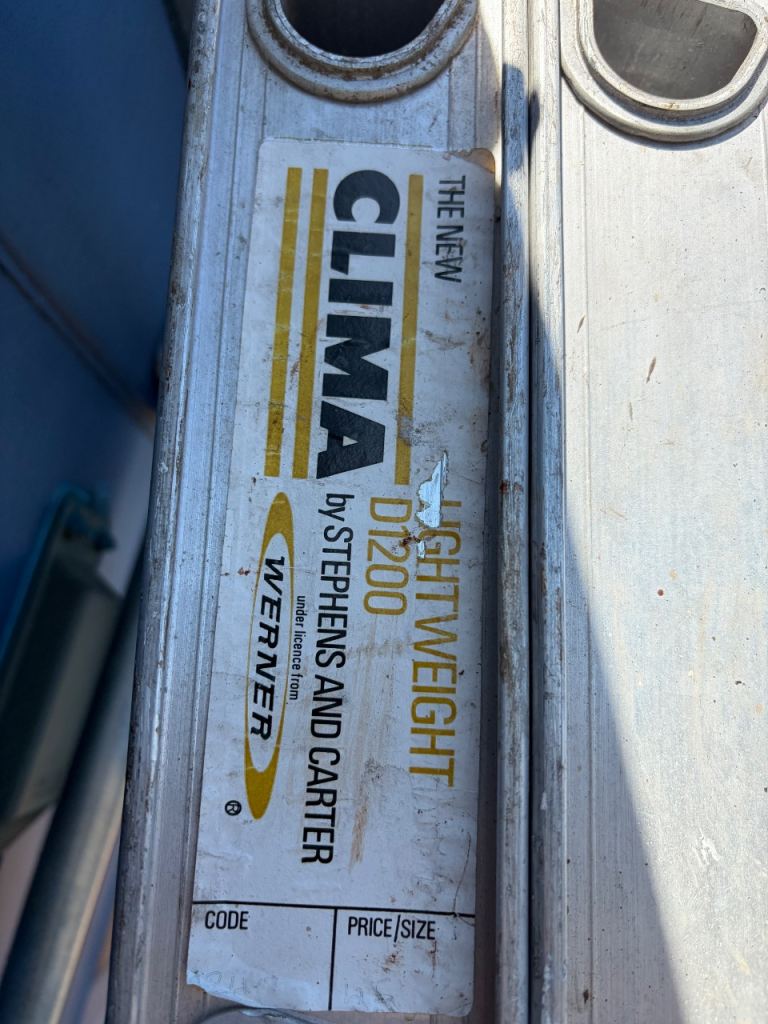 THE NEW
CLIMA
LIGHTWEIGHT
D1200
by STEPHENS AND CARTER
under licence from
WERNER
®
CODE
PRICE/SIZE